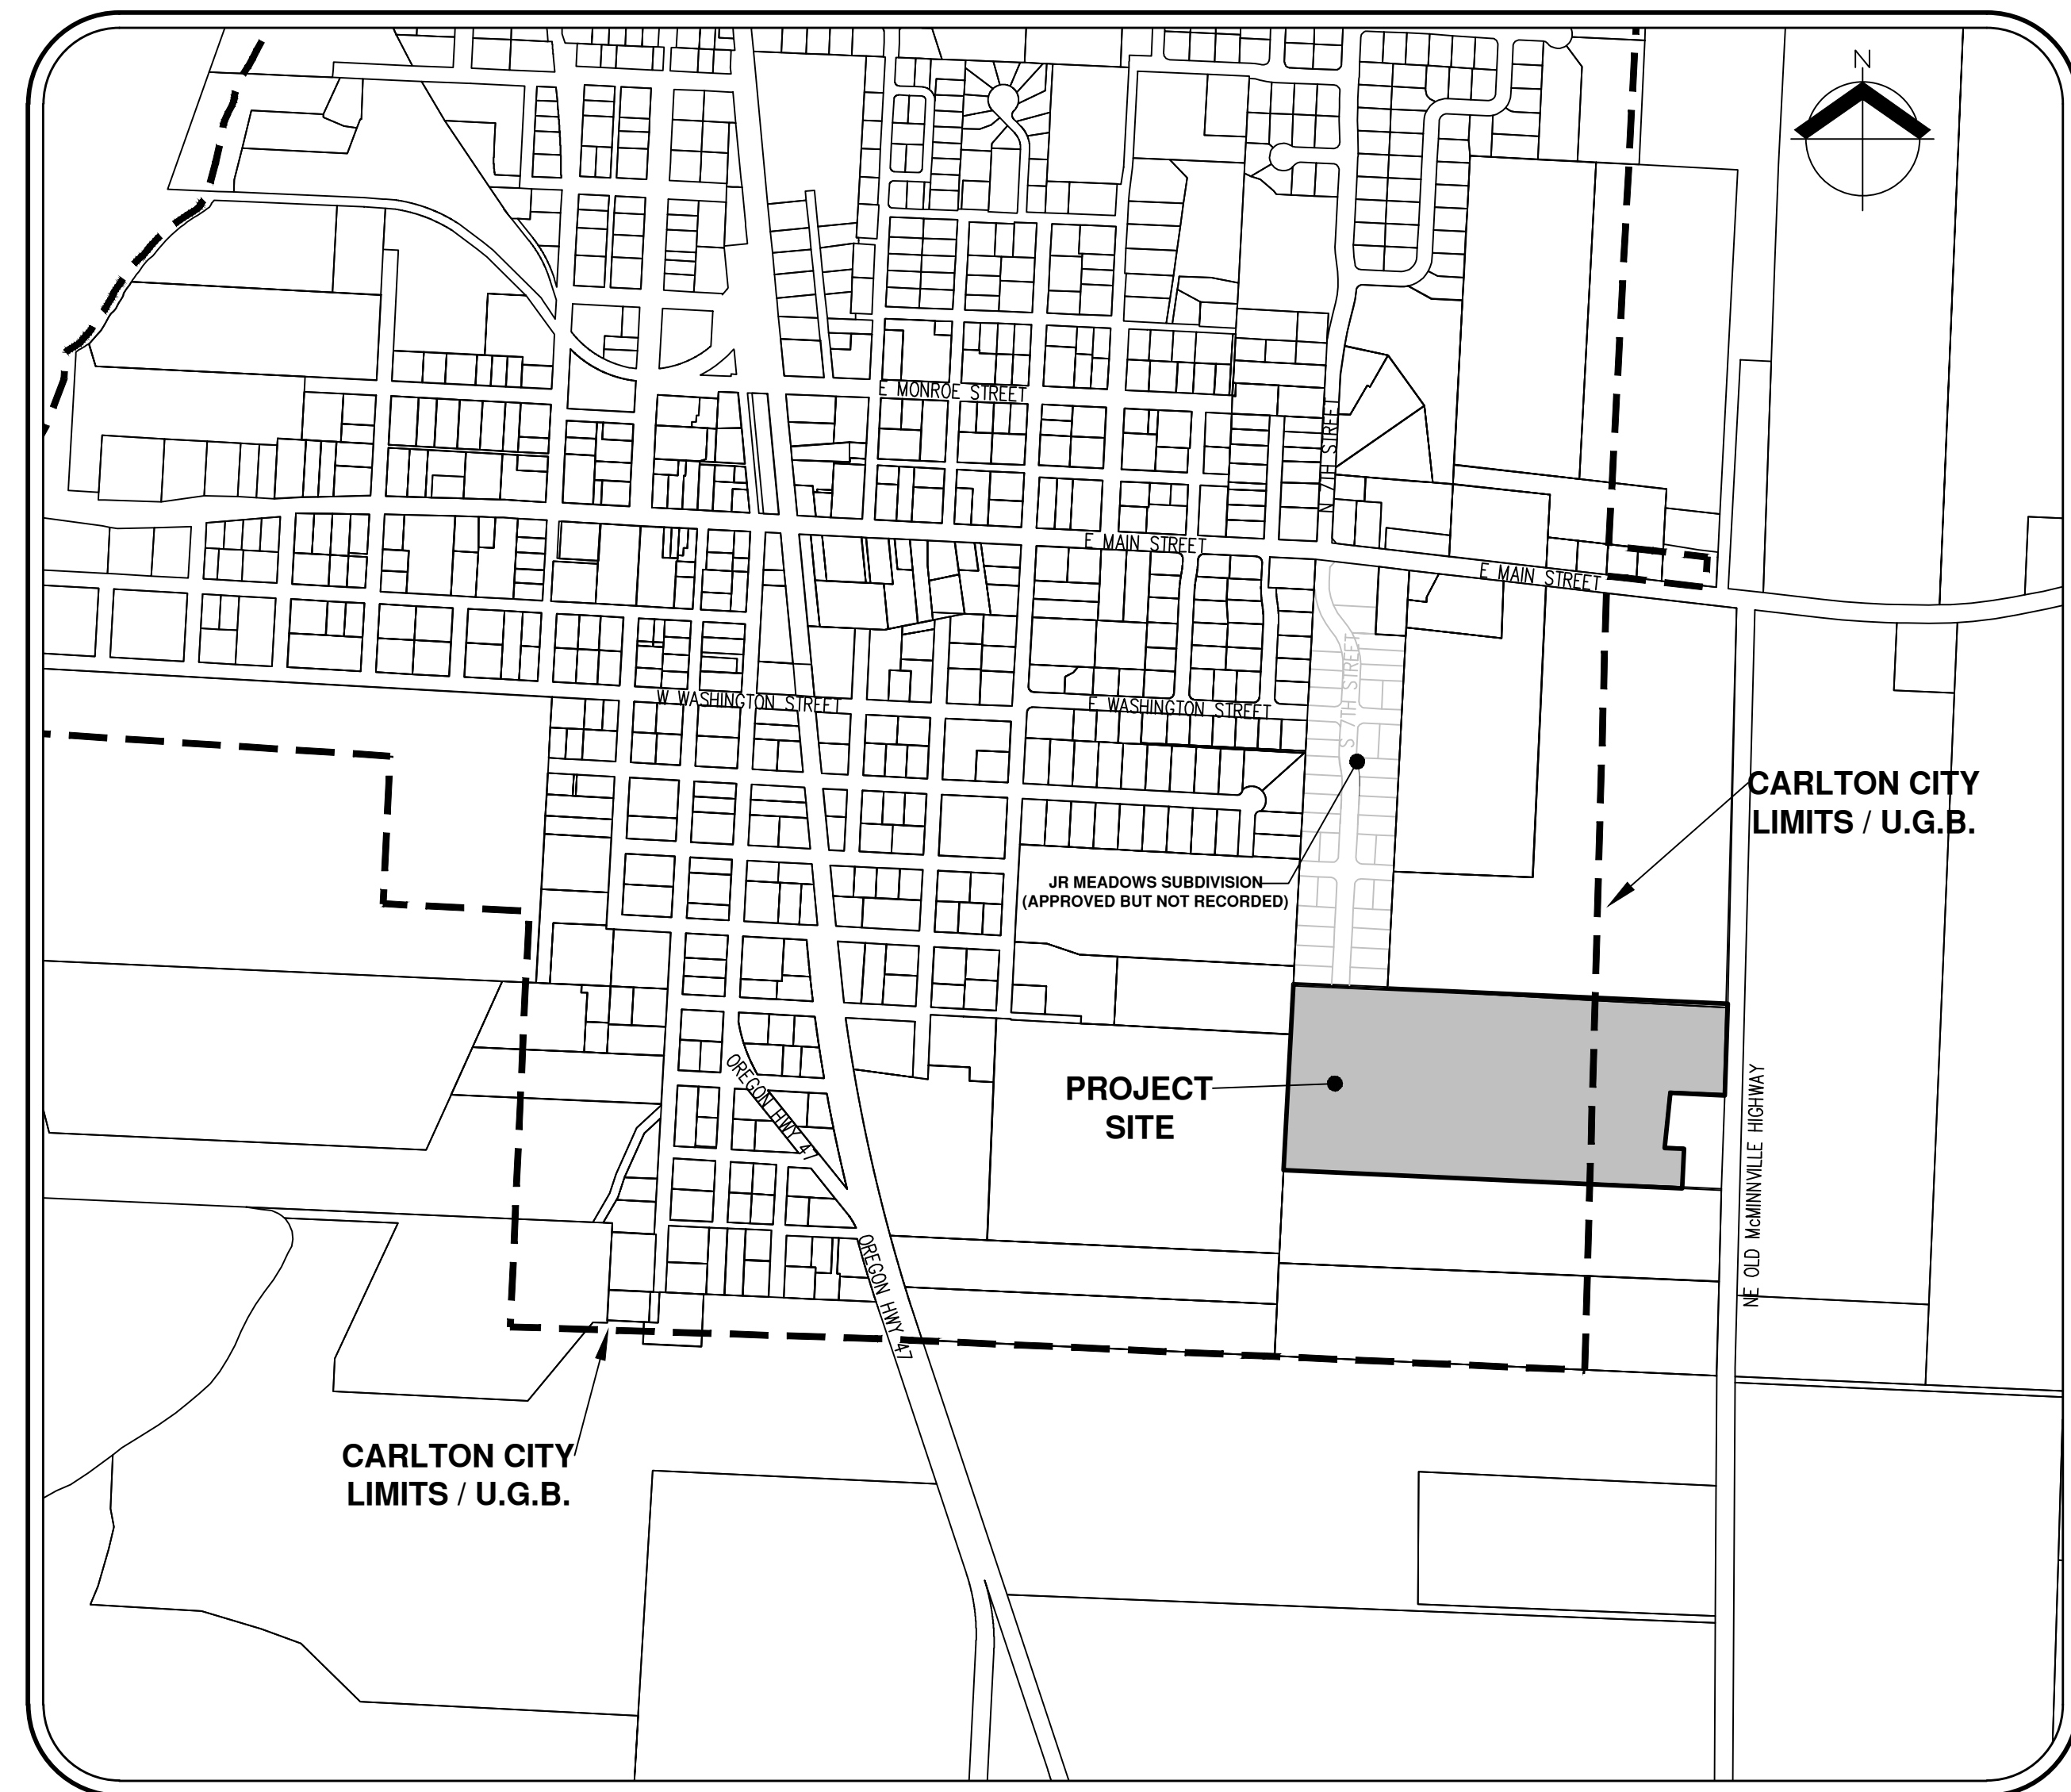 N
E MONROE STREET
N 7TH STREET
E MAIN STREET
E MAIN STREET
S 7TH STREET
W WASHINGTON STREET
E WASHINGTON STREET
CARLTON CITY
LIMITS / U.G.B.
JR MEADOWS SUBDIVISION
(APPROVED BUT NOT RECORDED)
OREGON HWY 47
PROJECT
SITE
NE OLD McMINNVILLE HIGHWAY
OREGON HWY 47
CARLTON CITY
LIMITS / U.G.B.